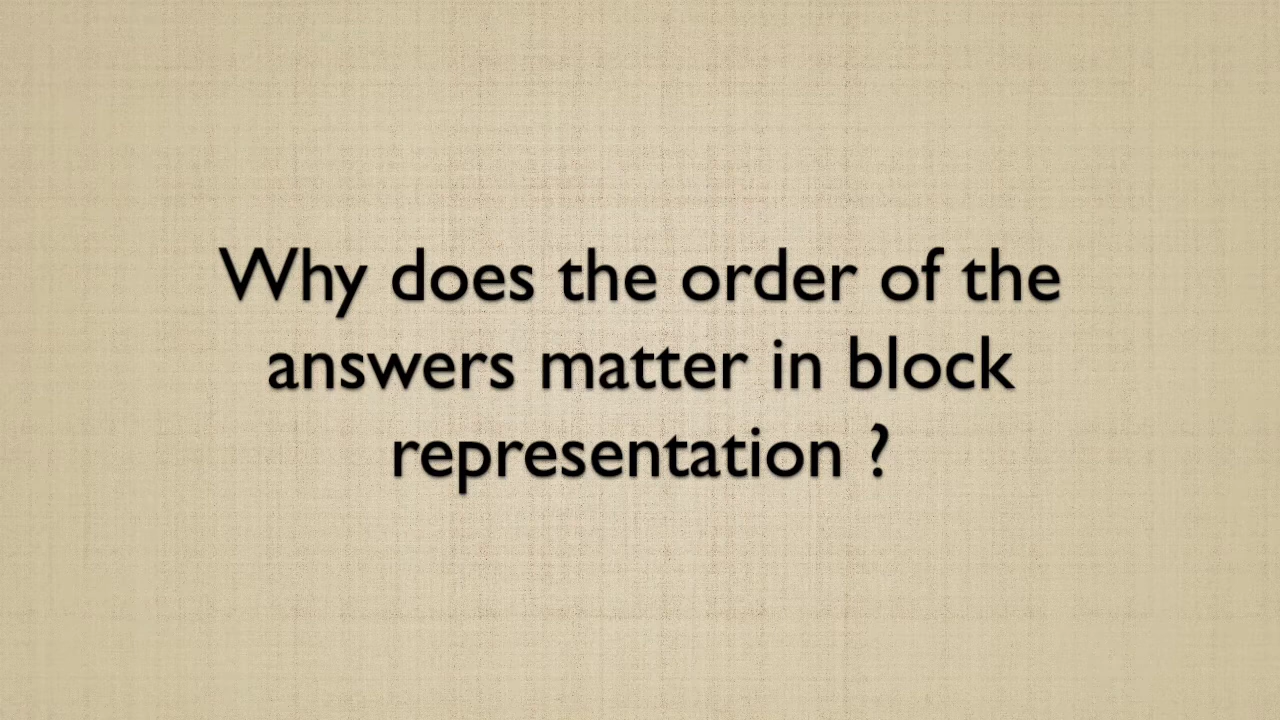 Why does the order of the
answers matter in block
representation ?